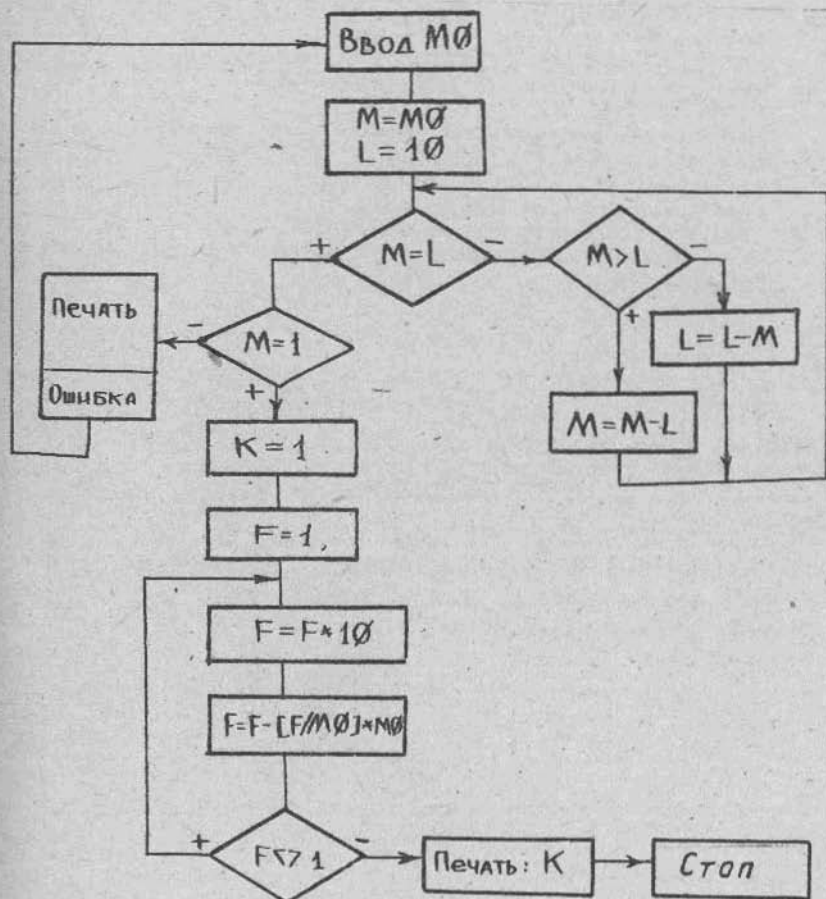 Ввод MØ
M=MØ
L=1Ø
+
M=L
-
M>L
-
+
L=L-M
M=M-L
Печать
Ошибка
-
M=1
+
K=1
F=1
F=F*1Ø
F=F-[F/MØ]*MØ
+
F<>1
-
Печать: K
Стоп